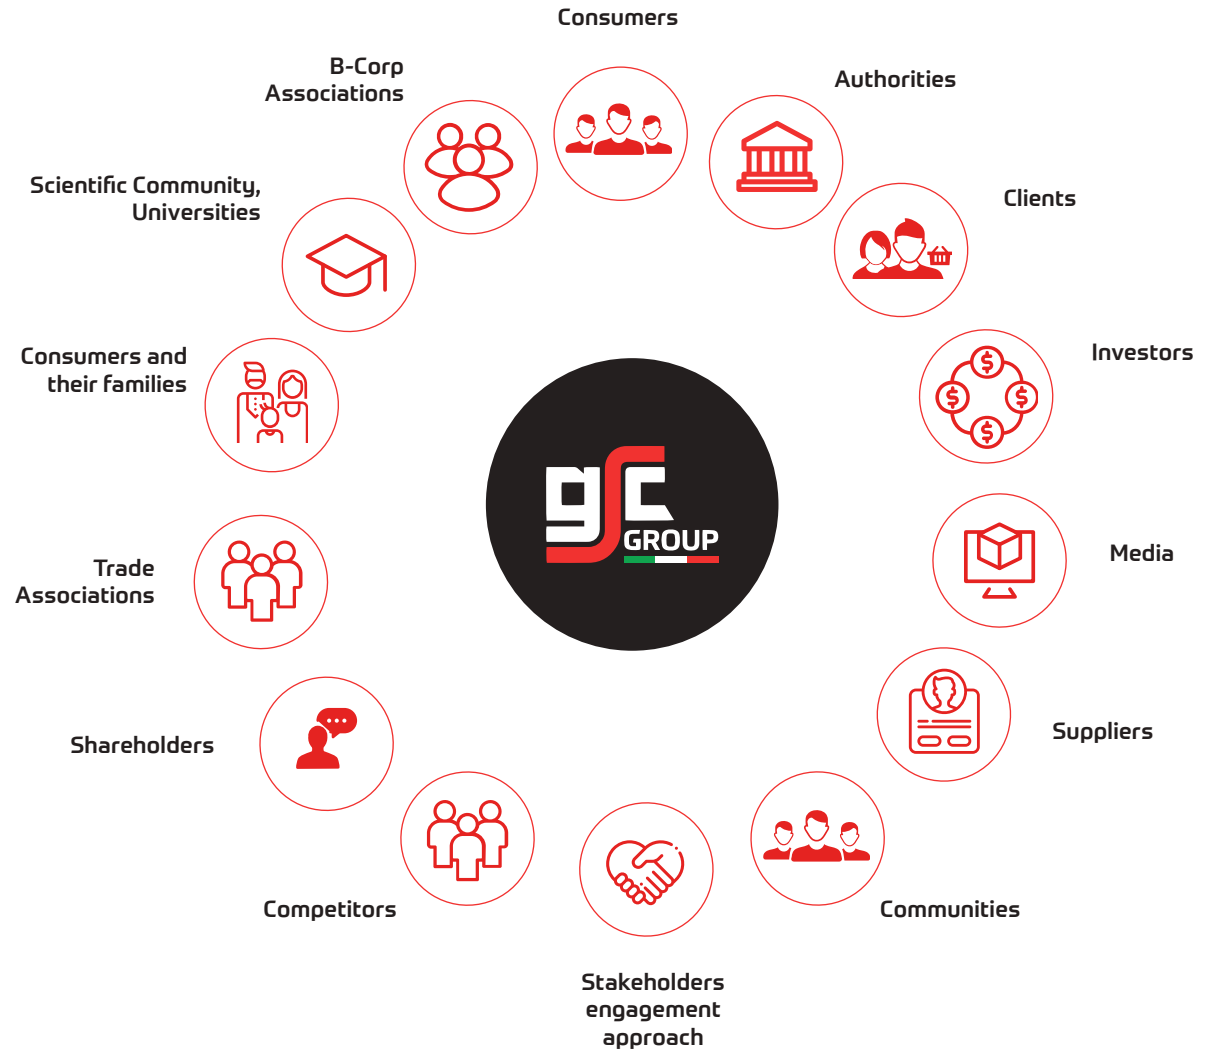 Consumers
B-Corp
Associations
Authorities
Scientific Community,
Universities
Clients
Consumers and
their families
Investors
gsc
GROUP
Trade
Associations
Media
Shareholders
Suppliers
Competitors
Communities
Stakeholders
engagement
approach